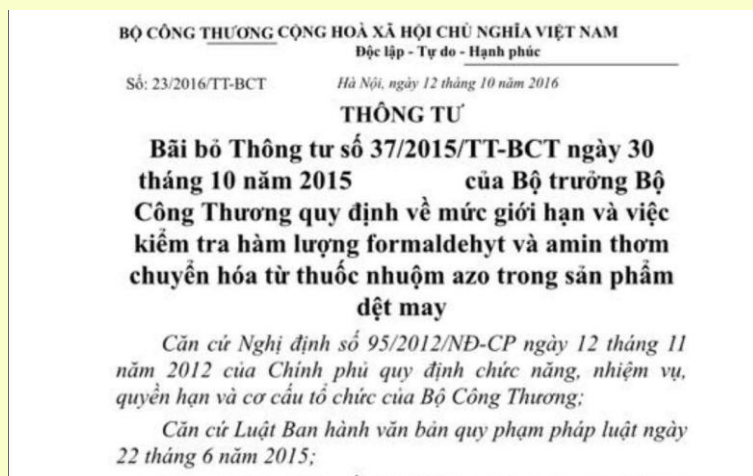 BỘ CÔNG THƯƠNG CỘNG HOÀ XÃ HỘI CHỦ NGHĨA VIỆT NAM
Độc lập - Tự do - Hạnh phúc
Số: 23/2016/TT-BCT Hà Nội, ngày 12 tháng 10 năm 2016
THÔNG TƯ
Bãi bỏ Thông tư số 37/2015/TT-BCT ngày 30
tháng 10 năm 2015 của Bộ trưởng Bộ
Công Thương quy định về mức giới hạn và việc
kiểm tra hàm lượng formaldehyt và amin thơm
chuyển hóa từ thuốc nhuộm azo trong sản phẩm
dệt may
Căn cứ Nghị định số 95/2012/NĐ-CP ngày 12 tháng 11
năm 2012 của Chính phủ quy định chức năng, nhiệm vụ,
quyền hạn và cơ cấu tổ chức của Bộ Công Thương;
Căn cứ Luật Ban hành văn bản quy phạm pháp luật ngày
22 tháng 6 năm 2015;